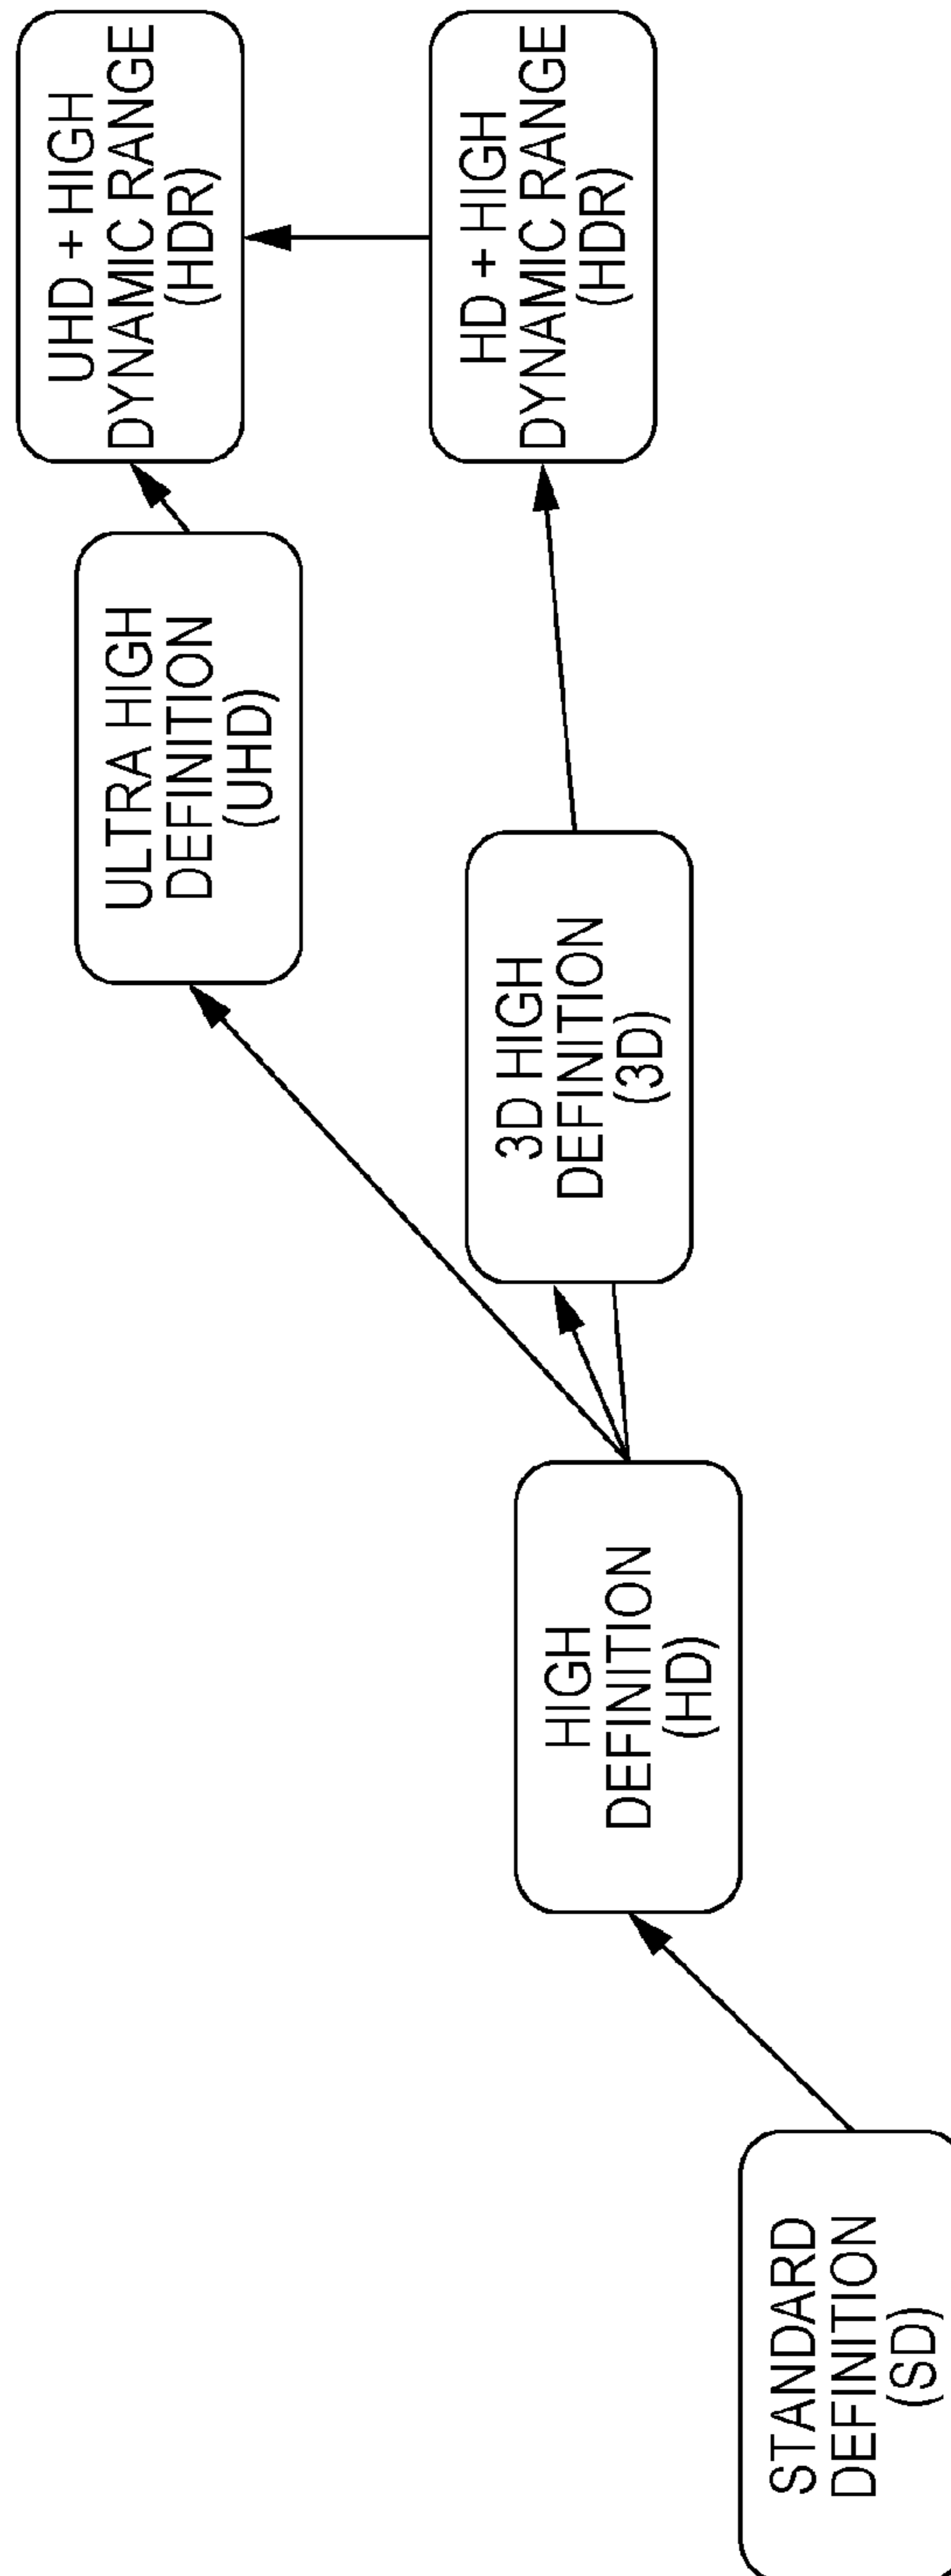 STANDARD
DEFINITION
(SD)
HIGH
DEFINITION
(HD)
3D HIGH
DEFINITION
(3D)
ULTRA HIGH
DEFINITION
(UHD)
UHD + HIGH
DYNAMIC RANGE
(HDR)
HD + HIGH
DYNAMIC RANGE
(HDR)